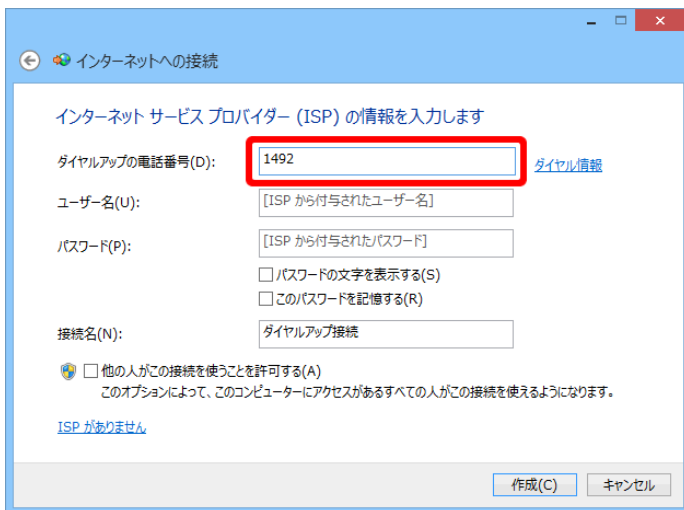 インターネットへの接続
インターネット サービス プロバイダー (ISP) の情報を入力します
ダイヤルアップの電話番号(D): 1492 ダイヤル情報
ユーザー名(U): [ISP から付与されたユーザー名]
パスワード(P): [ISP から付与されたパスワード]
パスワードの文字を表示する(S)
このパスワードを記憶する(R)
接続名(N): ダイヤルアップ接続
他の人がこの接続を使うことを許可する(A)
このオプションによって、このコンピューターにアクセスがあるすべての人がこの接続を使えるようになります。
ISP がありません
作成(C) キャンセル